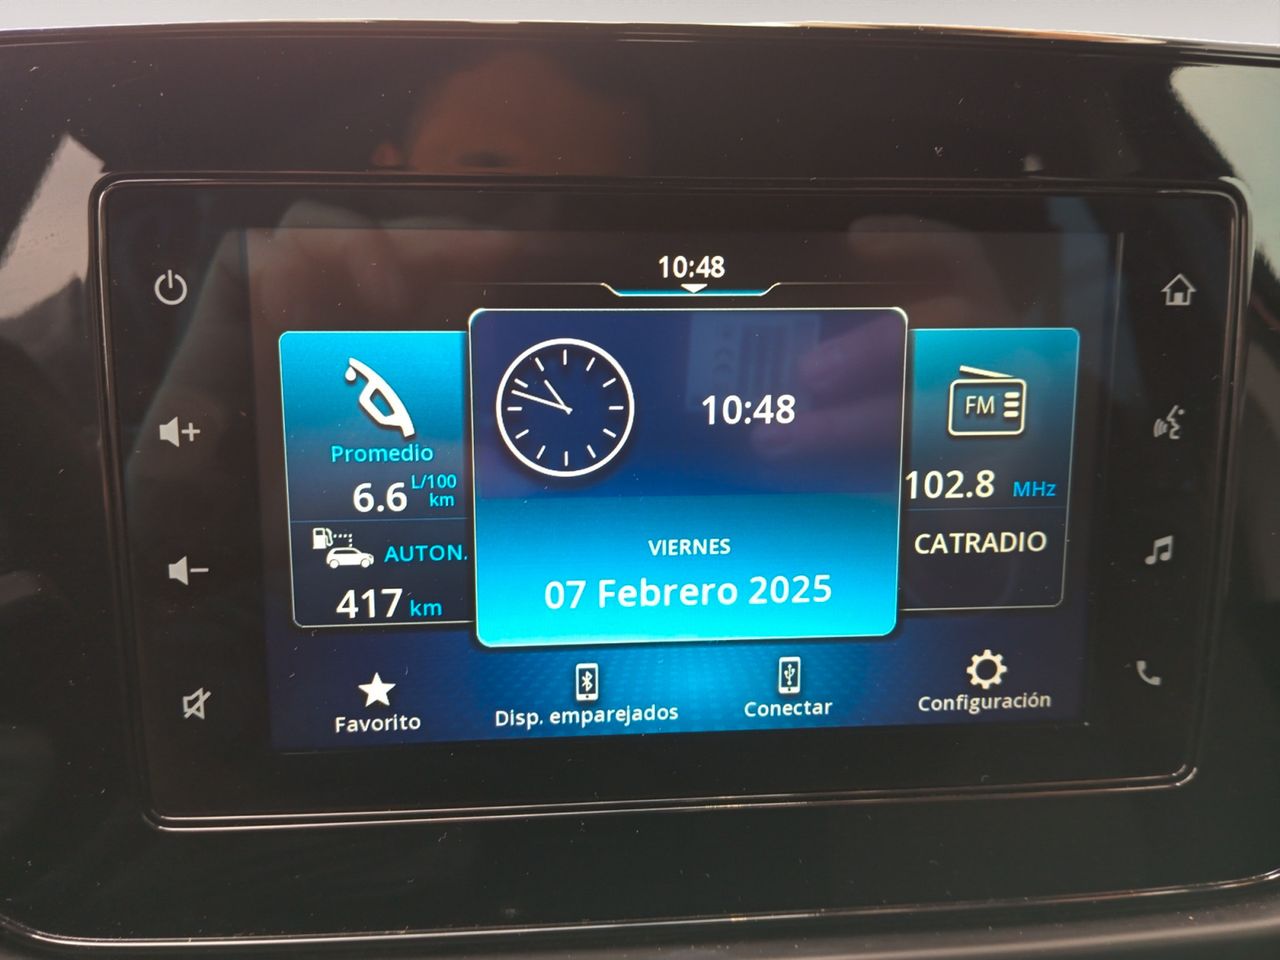 10:48
Promedio
6.6 L/100 km
AUTON.
417 km
10:48
VIERNES
07 Febrero 2025
FM
102.8 MHz
CATRADIO
Favorito
Disp. emparejados
Conectar
Configuración